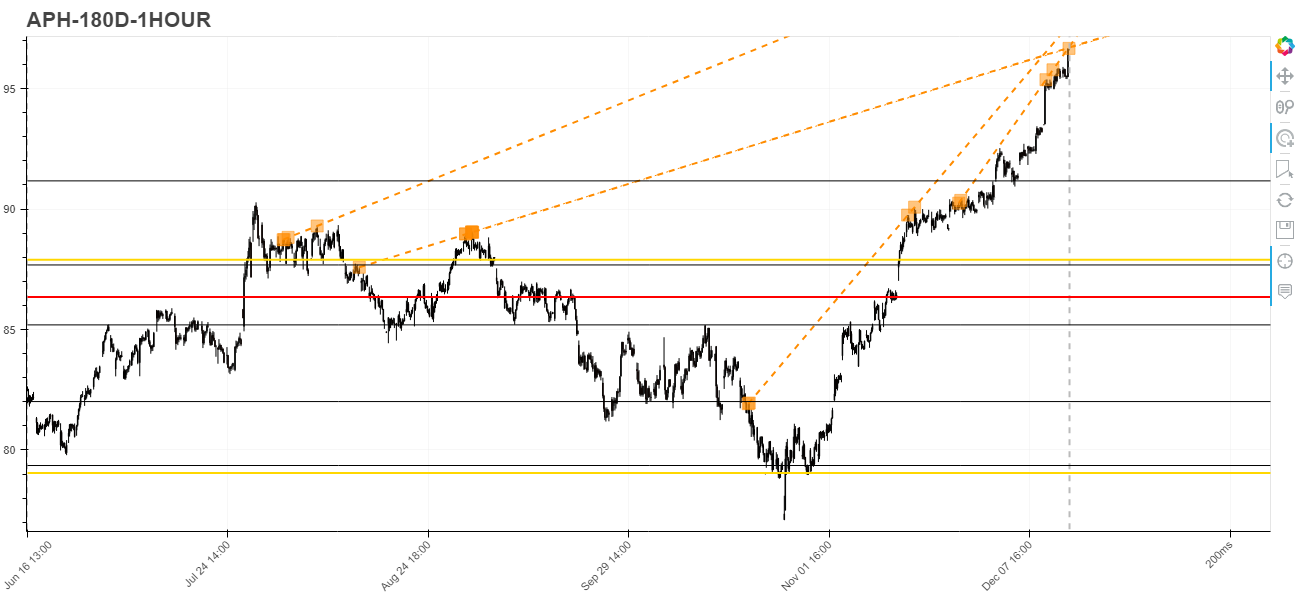 APH-180D-1HOUR
95
90
85
80
Jun 16 13:00
Jul 24 14:00
Aug 24 18:00
Sep 29 14:00
Nov 01 16:00
Dec 07 16:00
200ms